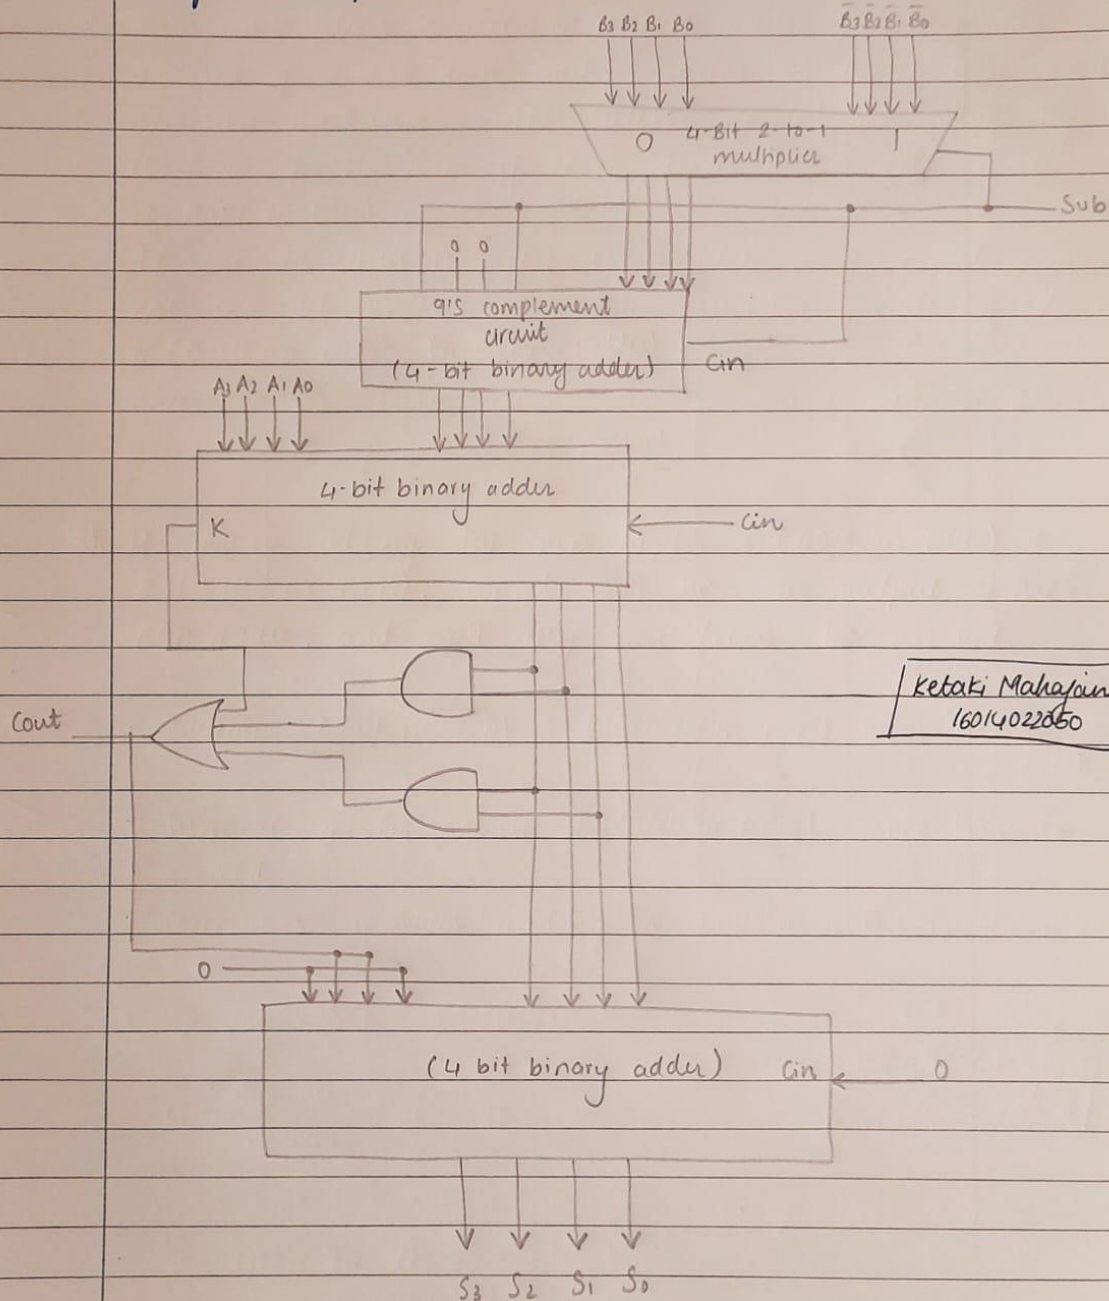 B3 B2 B1 B0
B̅3 B̅2 B̅1 B̅0
0 4-Bit 2-to-1 1
multiplier
Sub
0 0
9's complement
circuit
(4-bit binary adder)
Cin
A3 A2 A1 A0
4-bit binary adder
K
Cin
Ketaki Mahajan
Cout
0
(4 bit binary adder) Cin 0
S3 S2 S1 S0